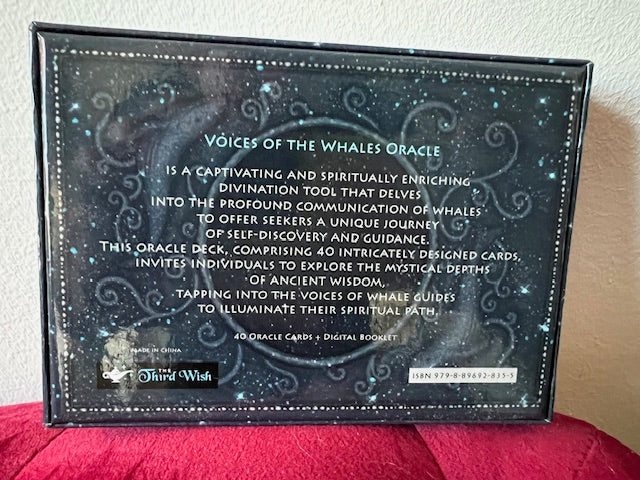 VOICES OF THE WHALES ORACLE
IS A CAPTIVATING AND SPIRITUALLY ENRICHING
DIVINATION TOOL THAT DELVES
INTO THE PROFOUND COMMUNICATION OF WHALES
TO OFFER SEEKERS A UNIQUE JOURNEY
OF SELF-DISCOVERY AND GUIDANCE.
THIS ORACLE DECK, COMPRISING 40 INTRICATELY DESIGNED CARDS,
INVITES INDIVIDUALS TO EXPLORE THE MYSTICAL DEPTHS
OF ANCIENT WISDOM,
TAPPING INTO THE VOICES OF WHALE GUIDES
TO ILLUMINATE THEIR SPIRITUAL PATH.
40 ORACLE CARDS + DIGITAL BOOKLET
MADE IN CHINA
THE
Third Wish
ISBN 979-8-89692-835-5